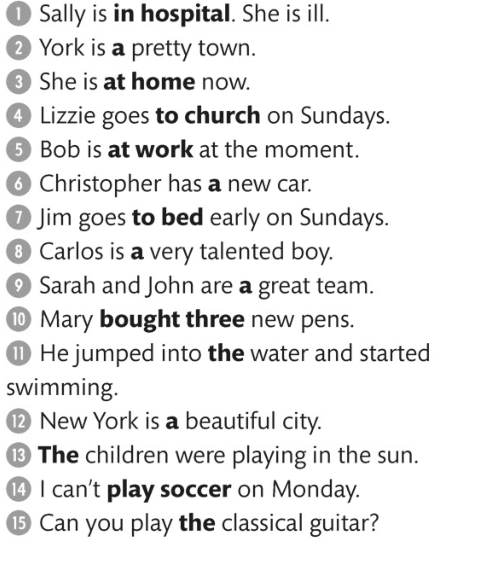 1 Sally is in hospital. She is ill.
2 York is a pretty town.
3 She is at home now.
4 Lizzie goes to church on Sundays.
5 Bob is at work at the moment.
6 Christopher has a new car.
7 Jim goes to bed early on Sundays.
8 Carlos is a very talented boy.
9 Sarah and John are a great team.
10 Mary bought three new pens.
11 He jumped into the water and started
swimming.
12 New York is a beautiful city.
13 The children were playing in the sun.
14 I can't play soccer on Monday.
15 Can you play the classical guitar?